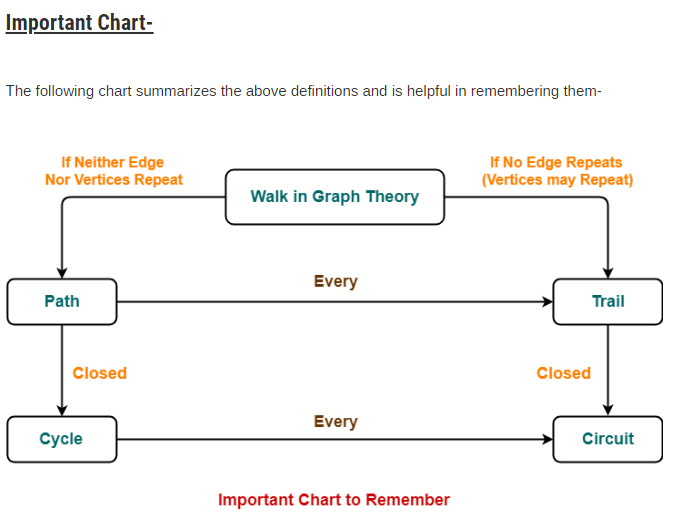 Important Chart-
The following chart summarizes the above definitions and is helpful in remembering them-
If Neither Edge
Nor Vertices Repeat
Walk in Graph Theory
If No Edge Repeats
(Vertices may Repeat)
Every
Path
Trail
Closed
Closed
Every
Cycle
Circuit
Important Chart to Remember